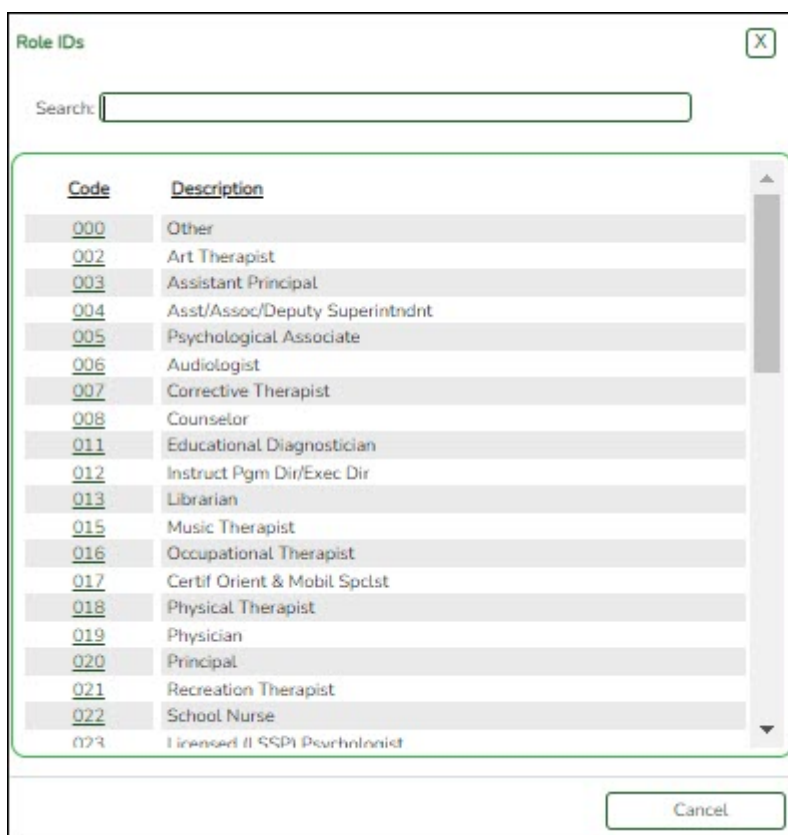 Role IDs X
Search:
Code Description
000 Other
002 Art Therapist
003 Assistant Principal
004 Asst/Assoc/Deputy Superintndnt
005 Psychological Associate
006 Audiologist
007 Corrective Therapist
008 Counselor
011 Educational Diagnostician
012 Instruct Pgm Dir/Exec Dir
013 Librarian
015 Music Therapist
016 Occupational Therapist
017 Certif Orient & Mobil Spclst
018 Physical Therapist
019 Physician
020 Principal
021 Recreation Therapist
022 School Nurse
023 Licensed (LSSP) Psychologist
Cancel